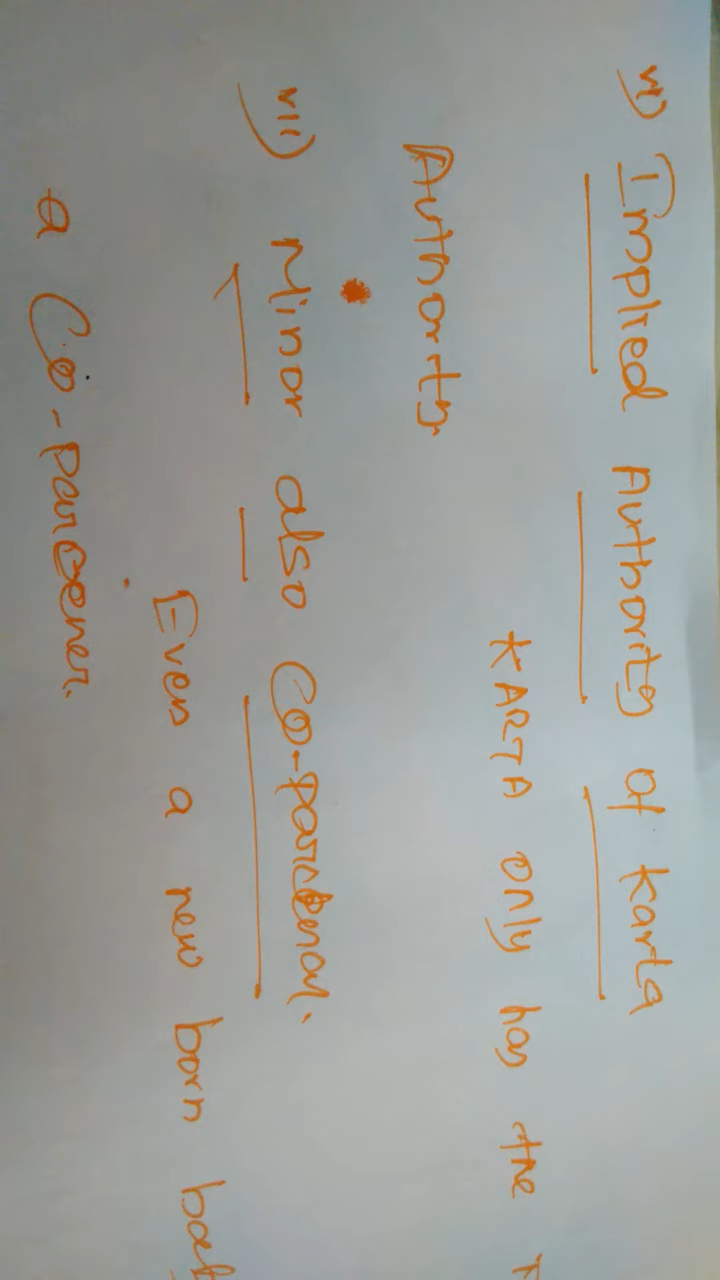 vi) Implied Authority of karta
KARTA only has the
Authority
vii) Minor also Co-parcenar.
Even a new born
a Co-parcener.